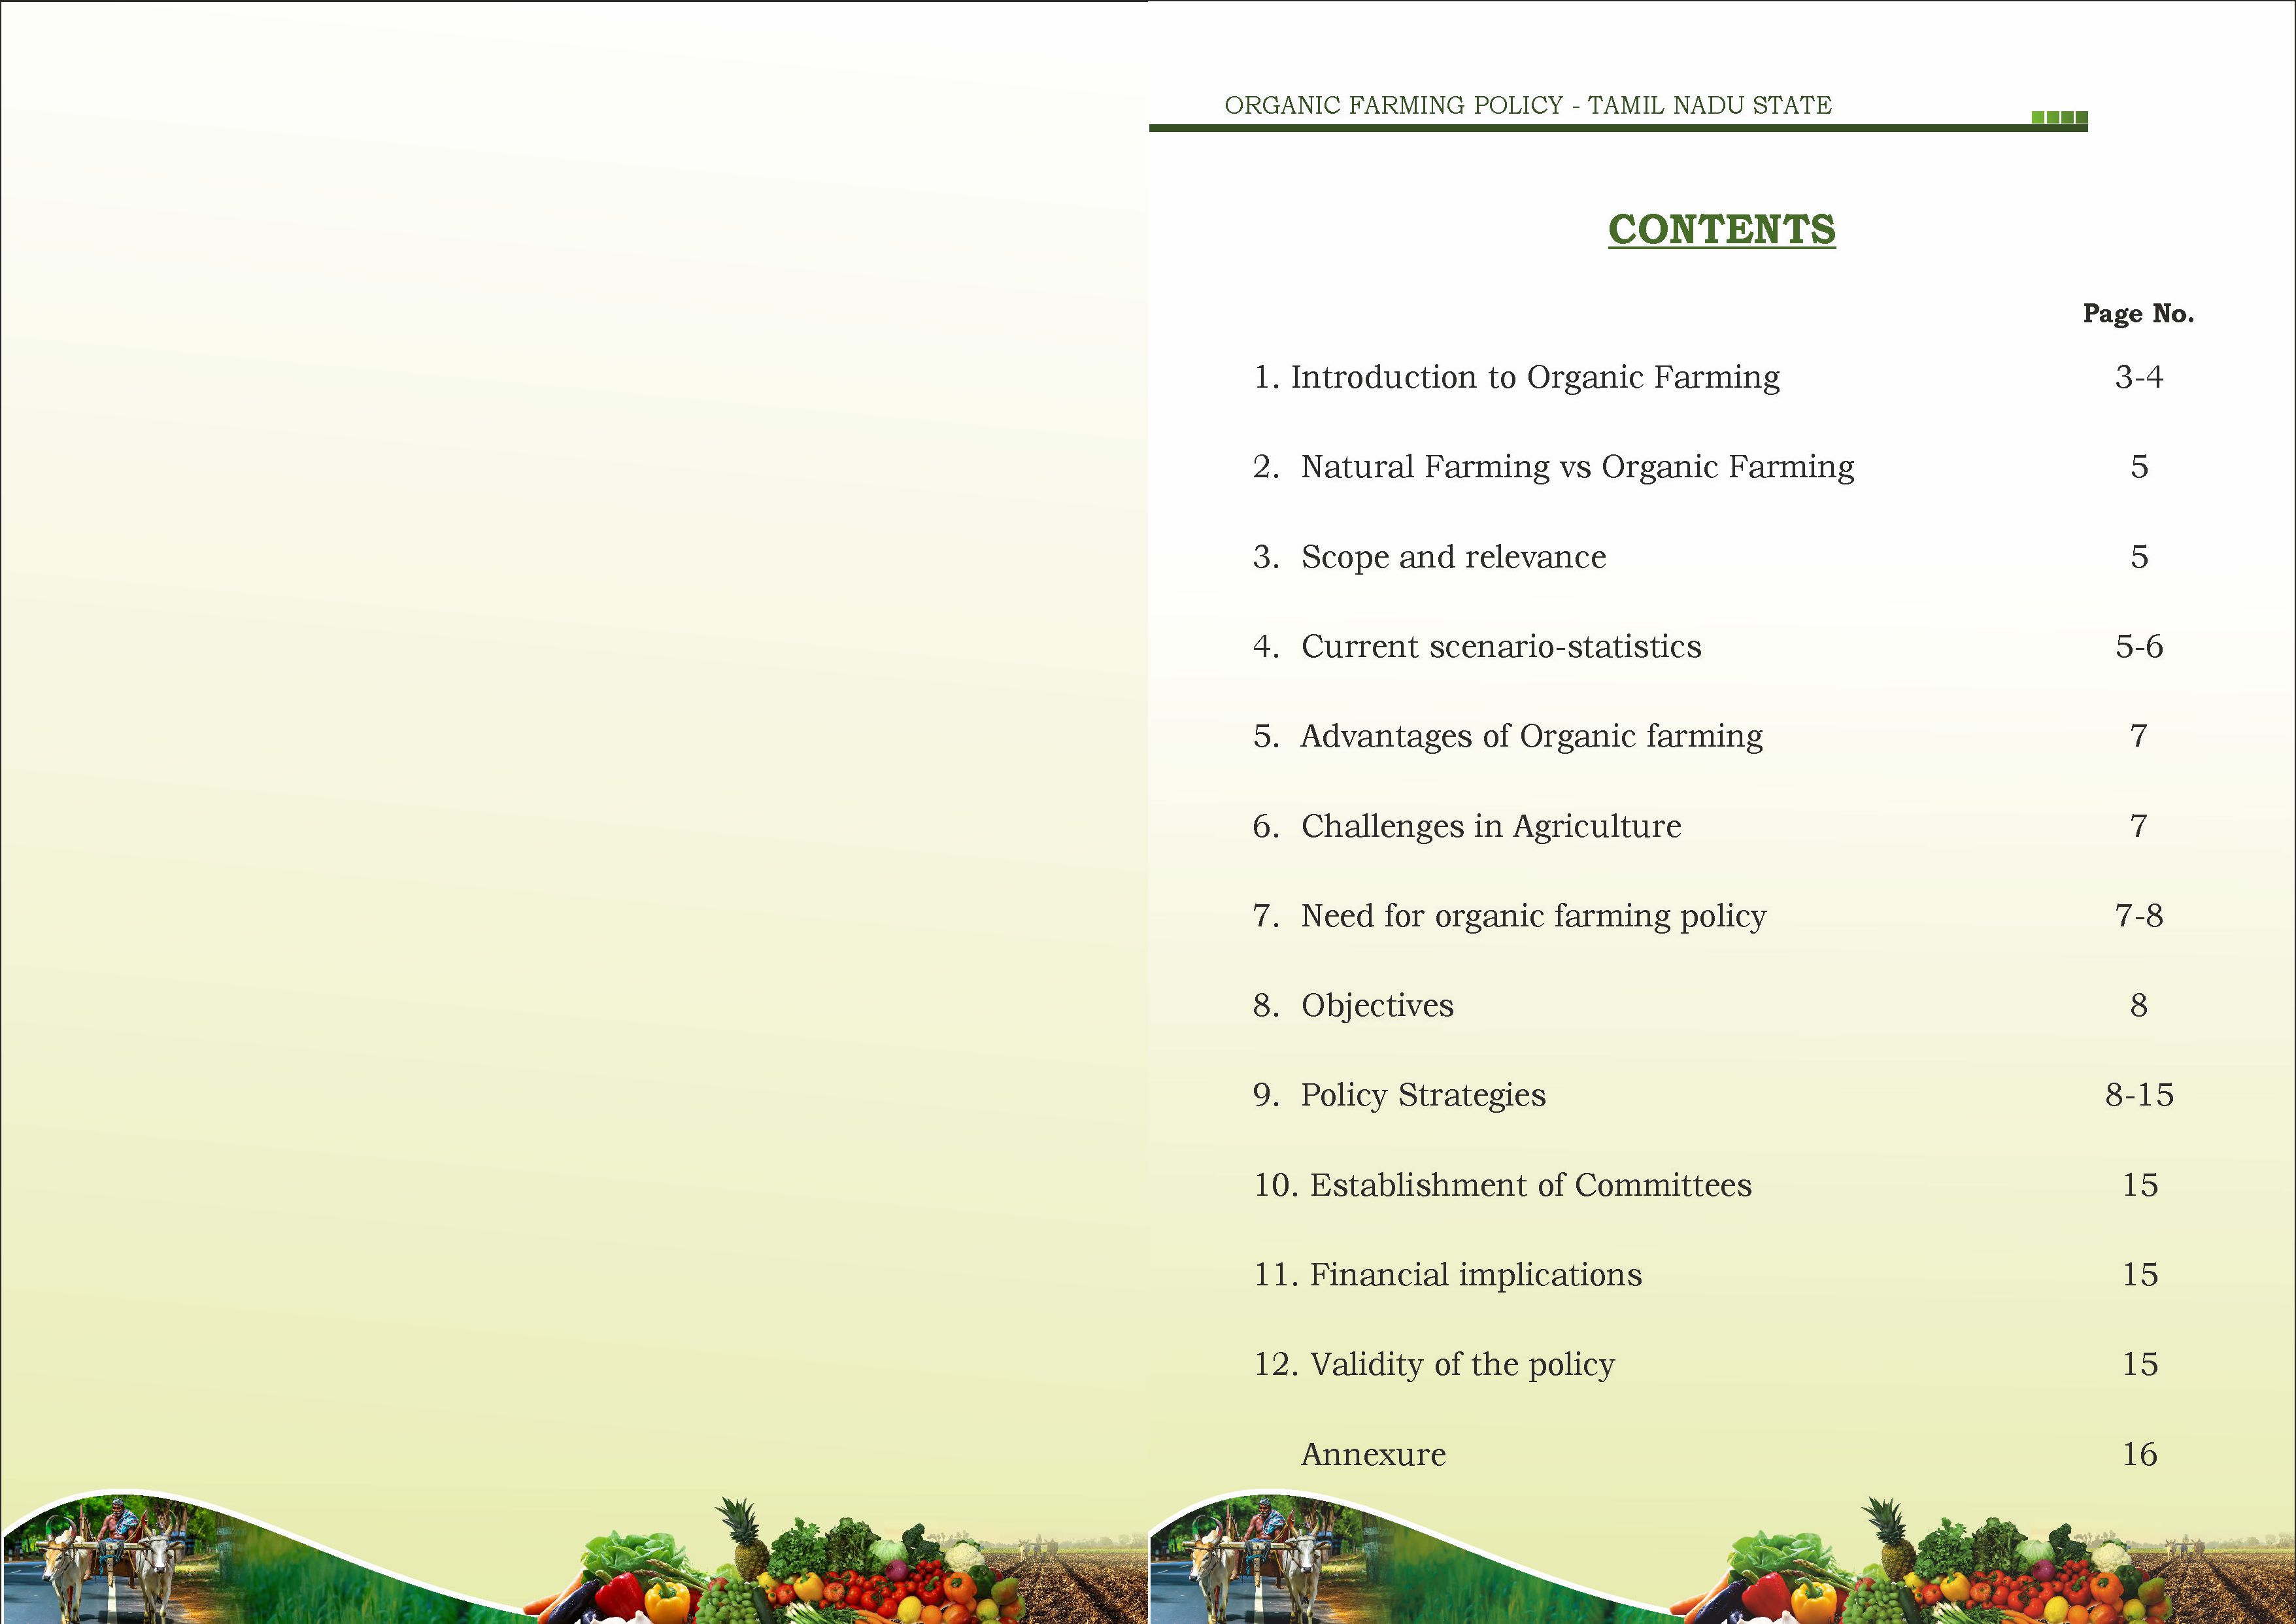 ORGANIC FARMING POLICY - TAMIL NADU STATE
CONTENTS
Page No.
1. Introduction to Organic Farming 3-4
2. Natural Farming vs Organic Farming 5
3. Scope and relevance 5
4. Current scenario-statistics 5-6
5. Advantages of Organic farming 7
6. Challenges in Agriculture 7
7. Need for organic farming policy 7-8
8. Objectives 8
9. Policy Strategies 8-15
10. Establishment of Committees 15
11. Financial implications 15
12. Validity of the policy 15
Annexure 16